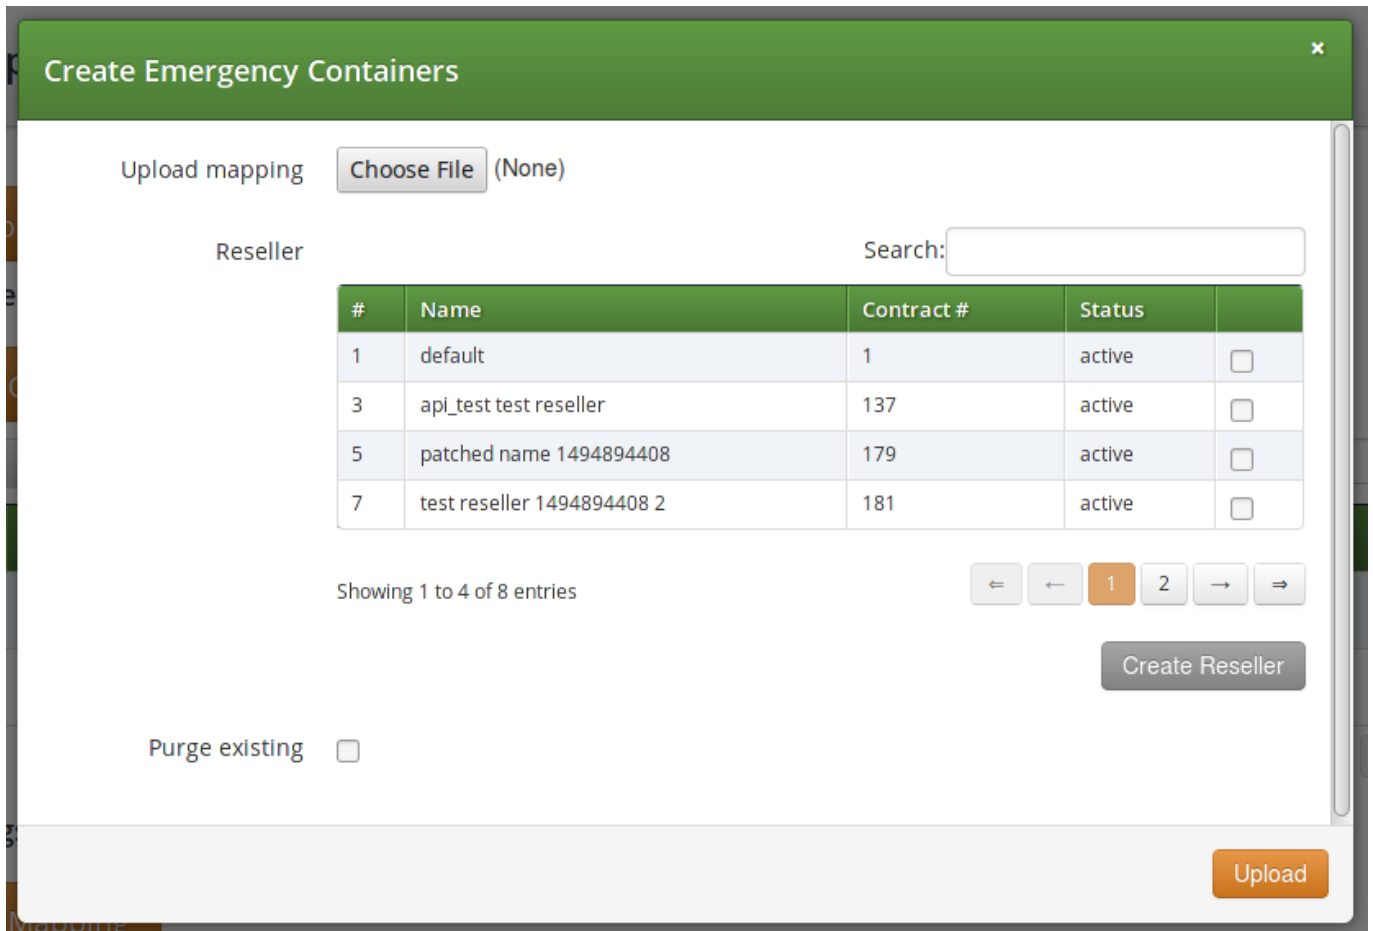 Create Emergency Containers
×
Upload mapping Choose File (None)
Reseller Search:
# Name Contract # Status
1 default 1 active
3 api_test test reseller 137 active
5 patched name 1494894408 179 active
7 test reseller 1494894408 2 181 active
Showing 1 to 4 of 8 entries ⇐ ← 1 2 → ⇒
Create Reseller
Purge existing
Upload
Mapping